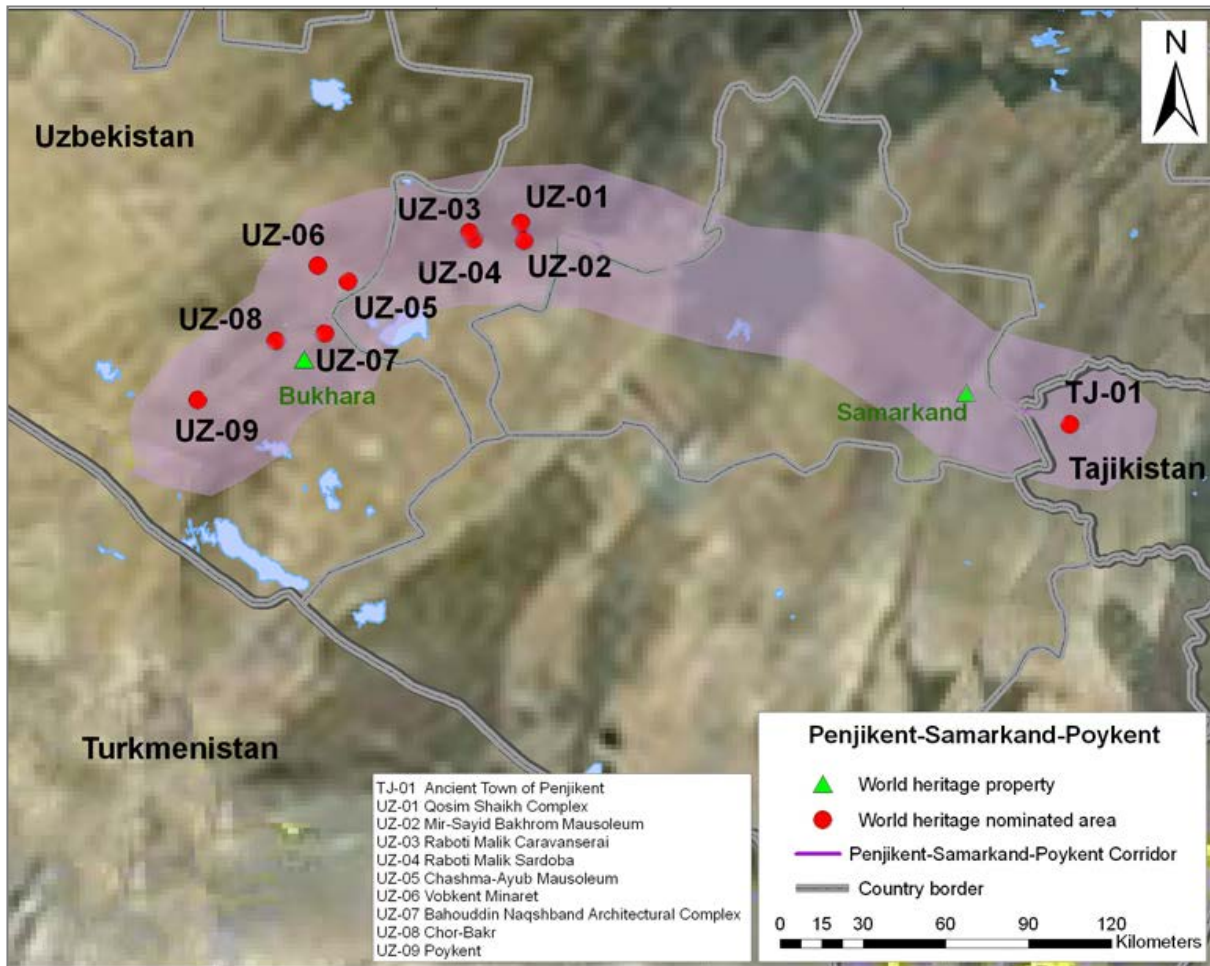 N
Uzbekistan
UZ-01
UZ-03
UZ-06
UZ-04
UZ-02
UZ-05
UZ-08
UZ-07
Bukhara
UZ-09
Samarkand
TJ-01
Tajikistan
Turkmenistan
TJ-01 Ancient Town of Penjikent
UZ-01 Qosim Shaikh Complex
UZ-02 Mir-Sayid Bakhrom Mausoleum
UZ-03 Raboti Malik Caravanserai
UZ-04 Raboti Malik Sardoba
UZ-05 Chashma-Ayub Mausoleum
UZ-06 Vobkent Minaret
UZ-07 Bahouddin Naqshband Architectural Complex
UZ-08 Chor-Bakr
UZ-09 Poykent
Penjikent-Samarkand-Poykent
World heritage property
World heritage nominated area
Penjikent-Samarkand-Poykent Corridor
Country border
0 15 30 60 90 120
Kilometers